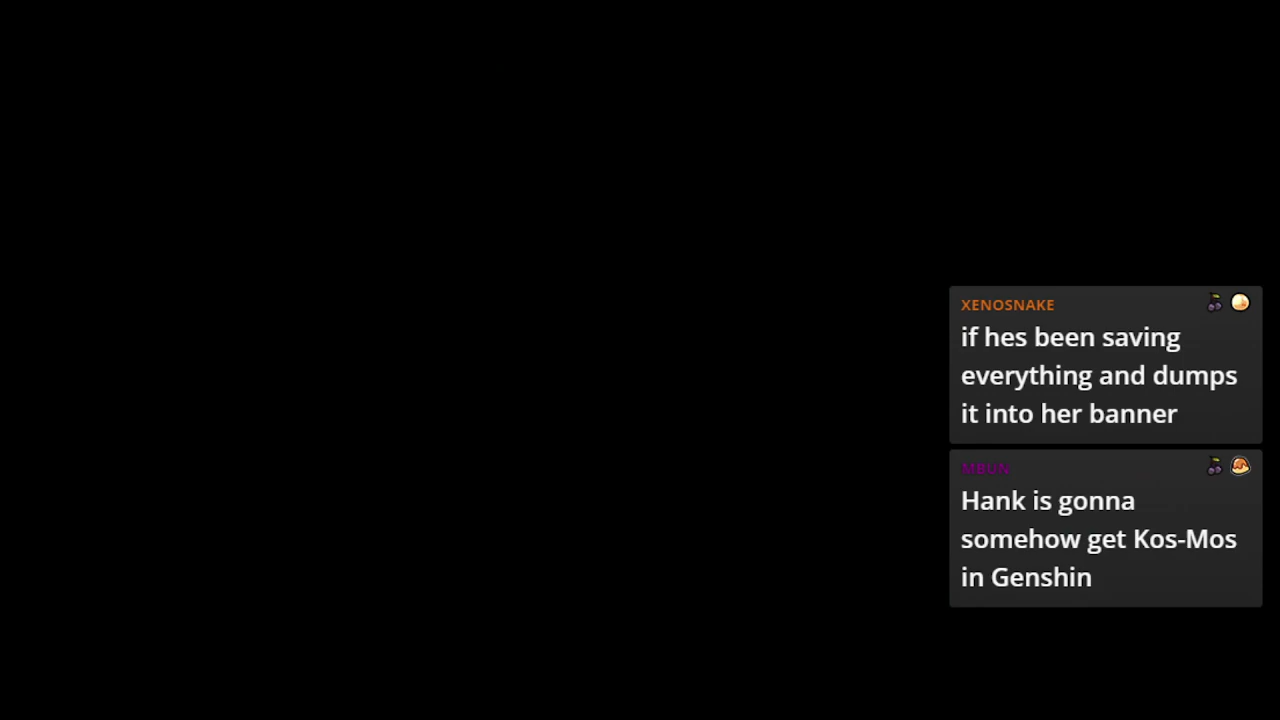 XENOSNAKE
if hes been saving
everything and dumps
it into her banner
MBUN
Hank is gonna
somehow get Kos-Mos
in Genshin